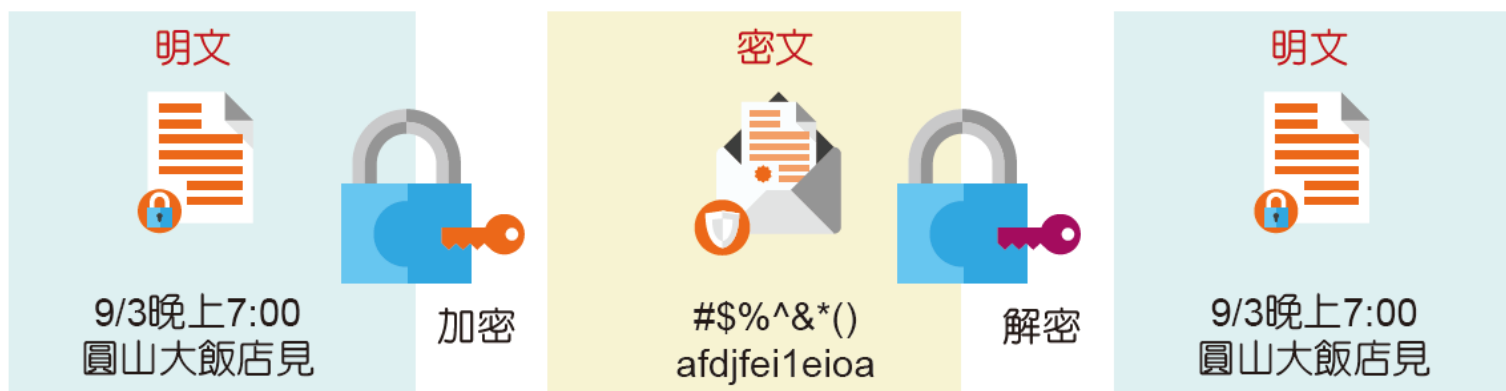 明文
9/3晚上7:00
圓山大飯店見
加密
密文
#$%^&*()
afdjfei1eioa
解密
明文
9/3晚上7:00
圓山大飯店見